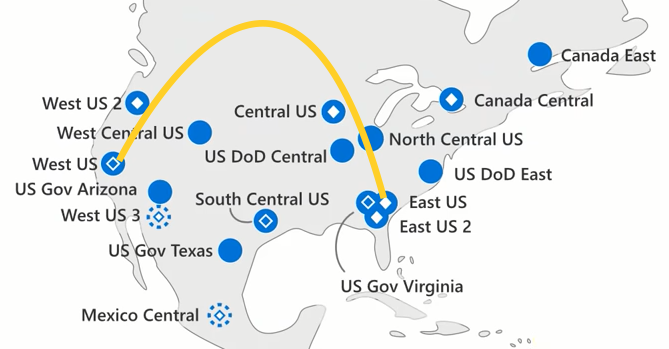 Canada East
West US 2
Canada Central
Central US
West Central US
North Central US
US DoD Central
West US
US DoD East
US Gov Arizona
South Central US
East US
West US 3
East US 2
US Gov Texas
US Gov Virginia
Mexico Central